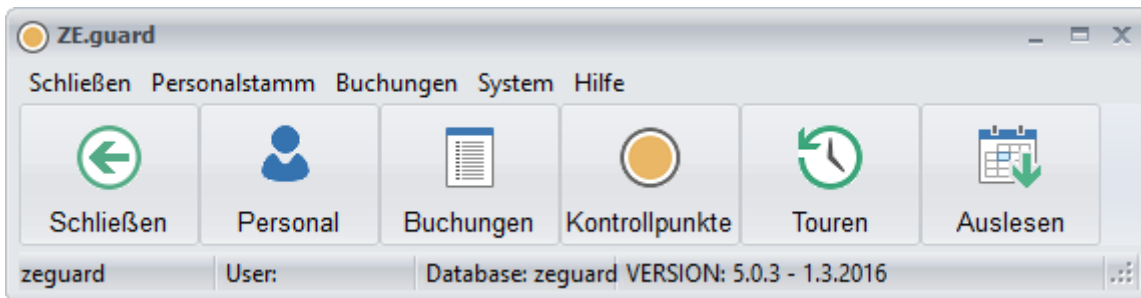 ZE.guard
Schließen Personalstamm Buchungen System Hilfe
Schließen Personal Buchungen Kontrollpunkte Touren Auslesen
zeguard User: Database: zeguard VERSION: 5.0.3 - 1.3.2016